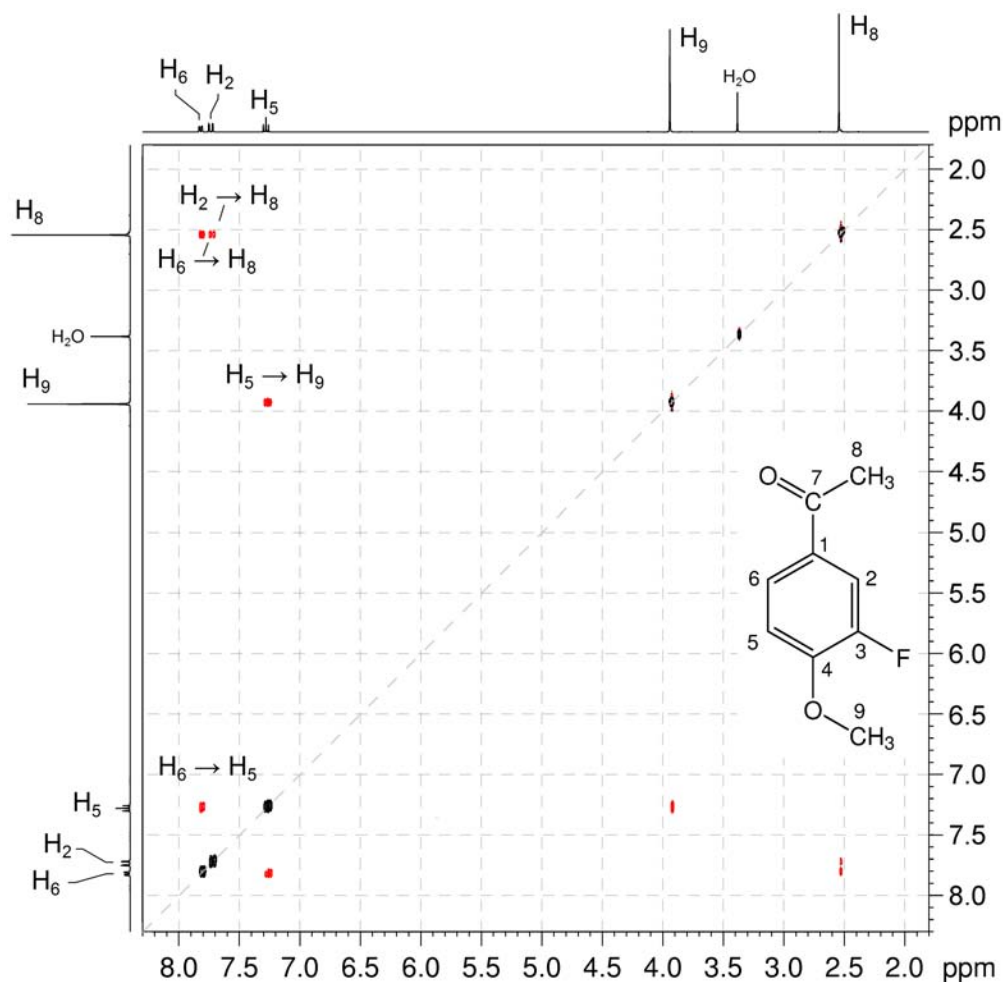 H₉
H₈
H₆
H₂
H₂O
H₅
ppm
2.0
H₂ → H₈
H₈
2.5
H₆ → H₈
3.0
H₂O
3.5
H₅ → H₉
H₉
4.0
8
4.5
O
7
CH₃
C
5.0
1
6
2
5.5
5
3
F
4
6.0
O
9
6.5
CH₃
H₆ → H₅
7.0
H₅
H₂
7.5
H₆
8.0
8.0 7.5 7.0 6.5 6.0 5.5 5.0 4.5 4.0 3.5 3.0 2.5 2.0 ppm